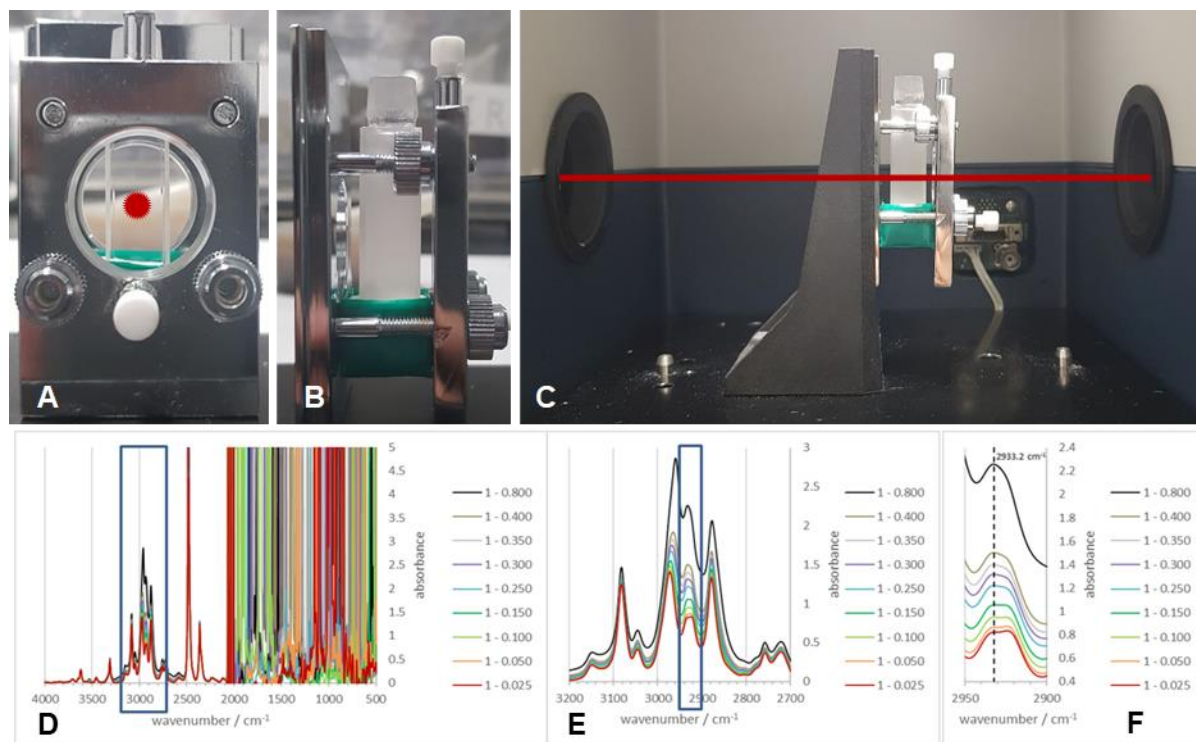 A
B
C
5
4.5
4
3.5
3
2.5
2
1.5
1
0.5
0
absorbance
4000 3500 3000 2500 2000 1500 1000 500
wavenumber / cm-1
1 - 0.800
1 - 0.400
1 - 0.350
1 - 0.300
1 - 0.250
1 - 0.150
1 - 0.100
1 - 0.050
1 - 0.025
D
3
2.5
2
1.5
1
0.5
0
absorbance
3200 3100 3000 2900 2800 2700
wavenumber / cm-1
1 - 0.800
1 - 0.400
1 - 0.350
1 - 0.300
1 - 0.250
1 - 0.150
1 - 0.100
1 - 0.050
1 - 0.025
E
2933.2 cm-1
2.4
2.2
2
1.8
1.6
1.4
1.2
1
0.8
0.6
0.4
absorbance
2950 2900
wavenumber / cm-1
1 - 0.800
1 - 0.400
1 - 0.350
1 - 0.300
1 - 0.250
1 - 0.150
1 - 0.100
1 - 0.050
1 - 0.025
F